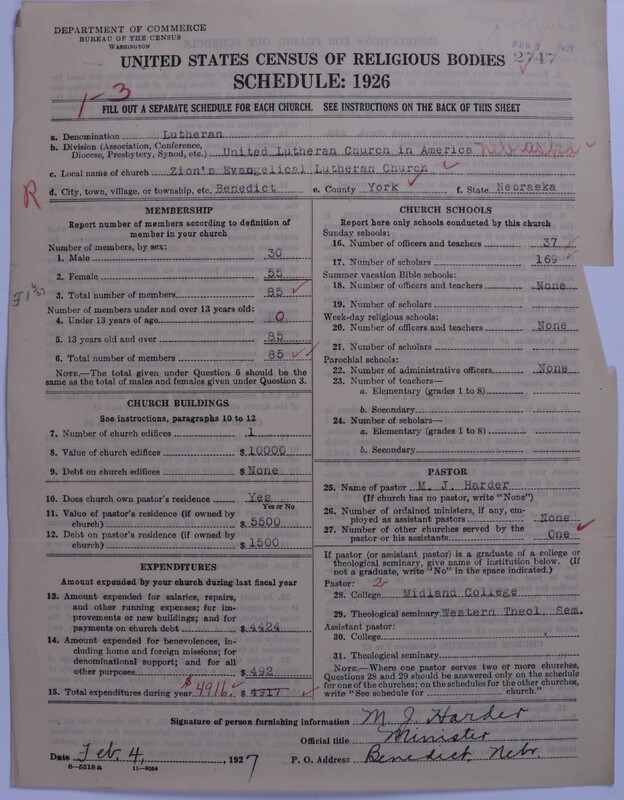 DEPARTMENT OF COMMERCE
BUREAU OF THE CENSUS
WASHINGTON
UNITED STATES CENSUS OF RELIGIOUS BODIES
2747
SCHEDULE: 1926
1-3
FILL OUT A SEPARATE SCHEDULE FOR EACH CHURCH. SEE INSTRUCTIONS ON THE BACK OF THIS SHEET
a. Denomination Lutheran
b. Division (Association, Conference, Diocese, Presbytery, Synod, etc.) United Lutheran Church in America Nebraska
c. Local name of church Zion's Evangelical Lutheran Church
R
d. City, town, village, or township, etc. Benedict e. County York f. State Nebraska
MEMBERSHIP
Report number of members according to definition of member in your church
Number of members, by sex:
1. Male 30
2. Female 55
3. Total number of members 85
Number of members under and over 13 years old:
4. Under 13 years of age 0
5. 13 years old and over 85
6. Total number of members 85
NOTE.—The total given under Question 6 should be the same as the total of males and females given under Question 3.
CHURCH BUILDINGS
See instructions, paragraphs 10 to 12
7. Number of church edifices 1
8. Value of church edifices $ 10000
9. Debt on church edifices $ None
10. Does church own pastor's residence Yes
Yes or No
11. Value of pastor's residence (if owned by church) $ 5500
12. Debt on pastor's residence (if owned by church) $ 1500
EXPENDITURES
Amount expended by your church during last fiscal year
13. Amount expended for salaries, repairs, and other running expenses; for improvements or new buildings; and for payments on church debt $ 4424
14. Amount expended for benevolences, including home and foreign missions; for denominational support; and for all other purposes $ 492
15. Total expenditures during year $4916 $ 4917
CHURCH SCHOOLS
Report here only schools conducted by this church
Sunday schools:
16. Number of officers and teachers 37
17. Number of scholars 169
Summer vacation Bible schools:
18. Number of officers and teachers None
19. Number of scholars
Week-day religious schools:
20. Number of officers and teachers None
21. Number of scholars
Parochial schools:
22. Number of administrative officers None
23. Number of teachers—
a. Elementary (grades 1 to 8)
b. Secondary
24. Number of scholars—
a. Elementary (grades 1 to 8)
b. Secondary
PASTOR
25. Name of pastor M. J. Harder
(If church has no pastor, write "None")
26. Number of ordained ministers, if any, employed as assistant pastors None
27. Number of other churches served by the pastor or his assistants One
If pastor (or assistant pastor) is a graduate of a college or theological seminary, give name of institution below. (If not a graduate, write "No" in the space indicated.)
Pastor: 2
28. College Midland College
29. Theological seminary Western Theol. Sem.
Assistant pastor:
30. College
31. Theological seminary
NOTE.—Where one pastor serves two or more churches, Questions 28 and 29 should be answered only on the schedule for one of the churches; on the schedules for the other churches, write "See schedule for church."
Signature of person furnishing information M. J. Harder
Official title Minister
Date Feb. 4, 1927 P. O. Address Benedict, Nebr.
6-5518a 11-9554